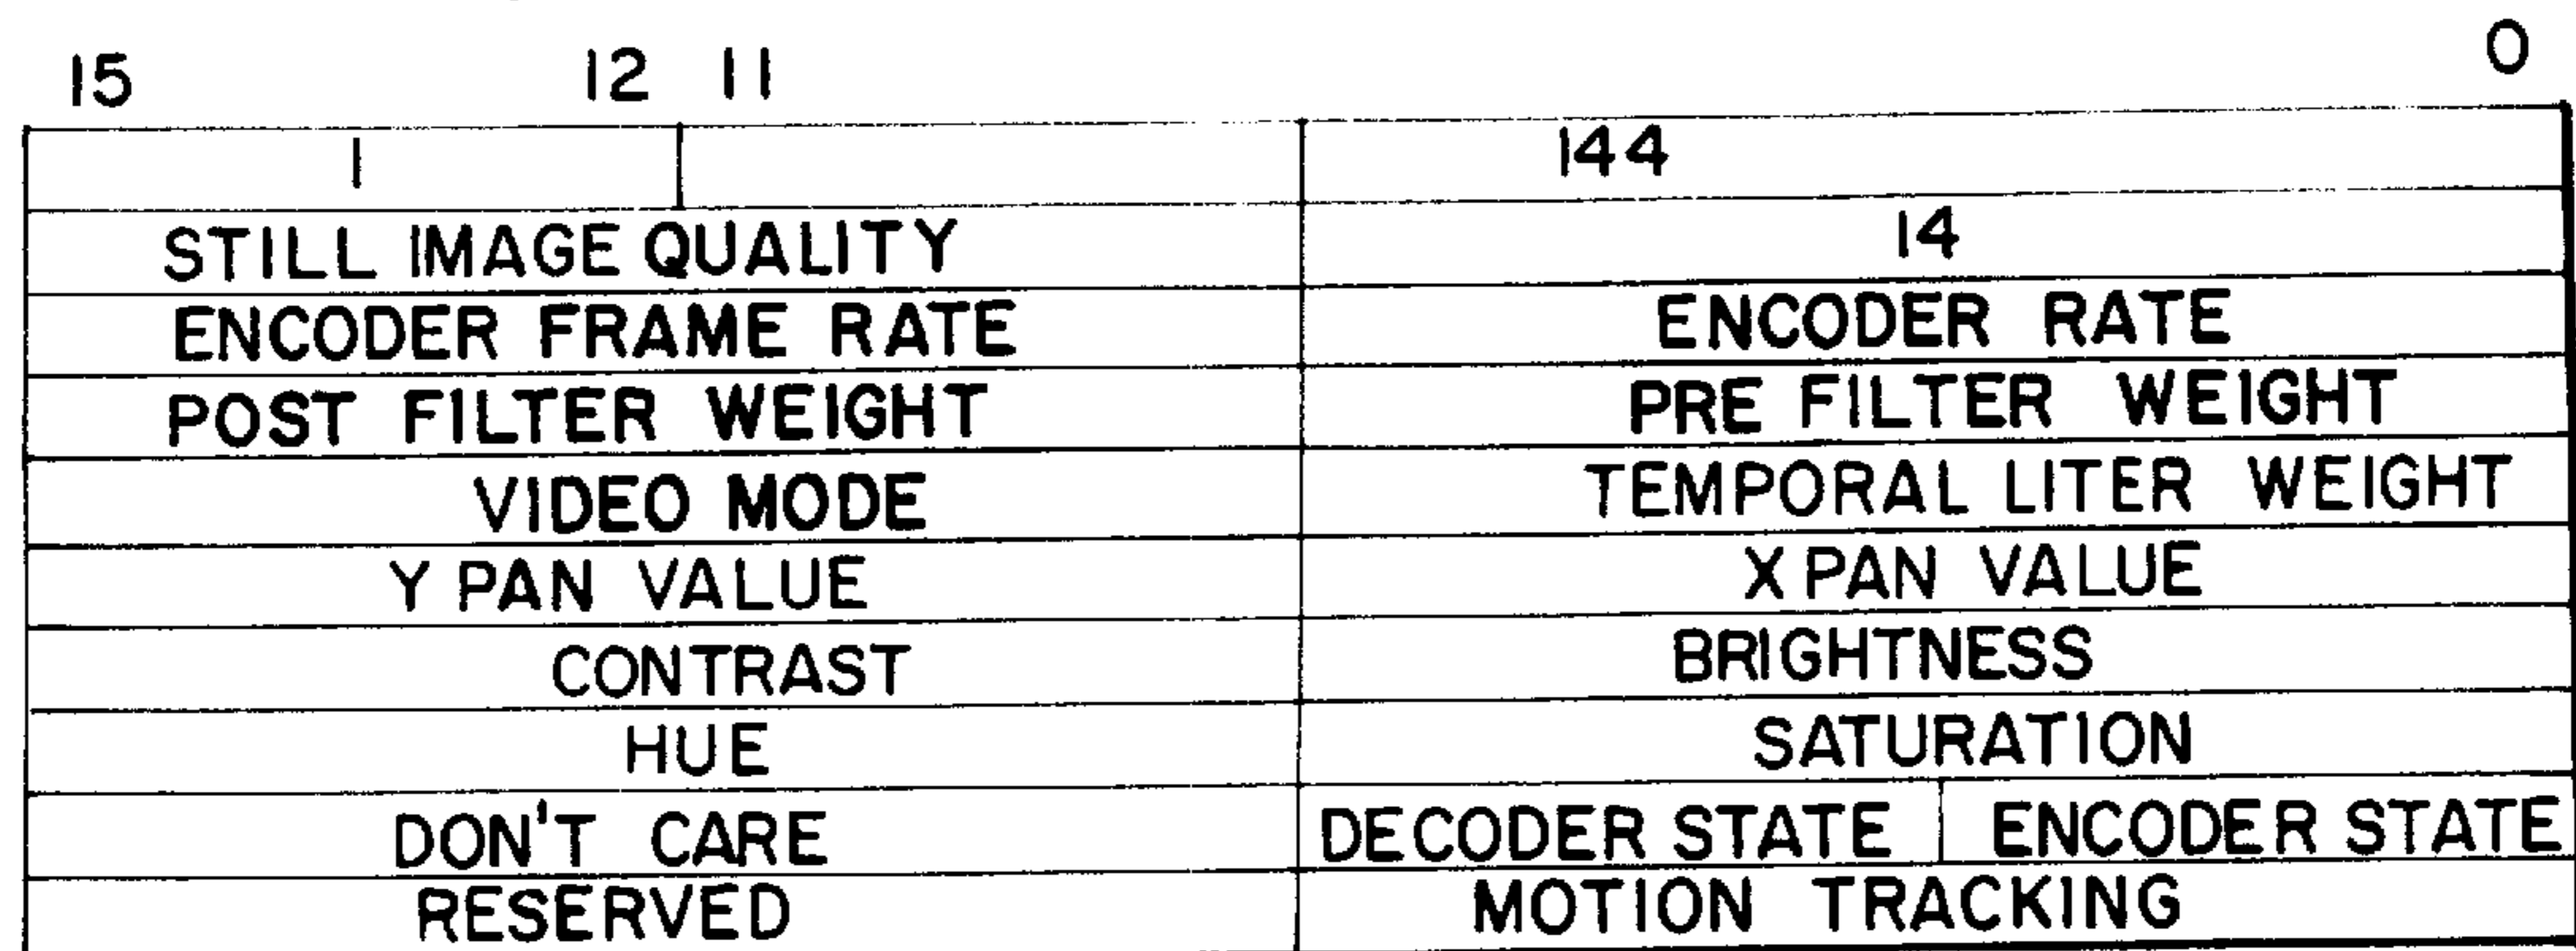 15 12 11 0
1 144
STILL IMAGE QUALITY 14
ENCODER FRAME RATE ENCODER RATE
POST FILTER WEIGHT PRE FILTER WEIGHT
VIDEO MODE TEMPORAL LITER WEIGHT
Y PAN VALUE X PAN VALUE
CONTRAST BRIGHTNESS
HUE SATURATION
DON'T CARE DECODER STATE ENCODER STATE
RESERVED MOTION TRACKING